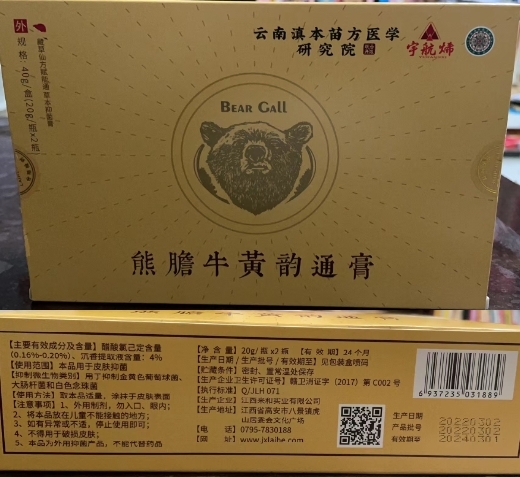 云南滇本苗方医学
研究院
宇航炜
外
规格：40g/盒(20g/瓶x2瓶)
BEAR GALL
熊膽牛黃韵通膏
【主要有效成分及含量】醋酸氯己定含量
(0.16%-0.20%)、沉香提取液含量：4%
【使用范围】本品用于皮肤抑菌
【抑制微生物类别】用于抑制金黄色葡萄球菌、
大肠杆菌和白色念珠菌
【使用方法】取本品适量，涂抹于皮肤表面
【注意事项】1、外用制剂，勿入口、眼内；
2、将本品放在儿童不能接触的地方；
3、如有异常或不适，停止使用即可；
4、不得用于破损皮肤；
5、本品为外用抑菌产品，不能代替药品
【净含量】20g/瓶x2瓶 【有效期】24个月
【生产日期/生产批号/有效期至】见包装盒喷码
【贮藏条件】密封、置常温处保存
【生产企业卫生许可证号】赣卫消证字（2017）第C002号
【执行标准】Q/JLH071
【生产企业】江西来和实业有限公司
【生产地址】江西省高安市八景镇虎
山店姜会文化广场
【电话】0795-7830188
【网址】www.jxlaihe.com
6 937235 031889
生产日期 20220302
产品批号 20220302
有效期至 20240301